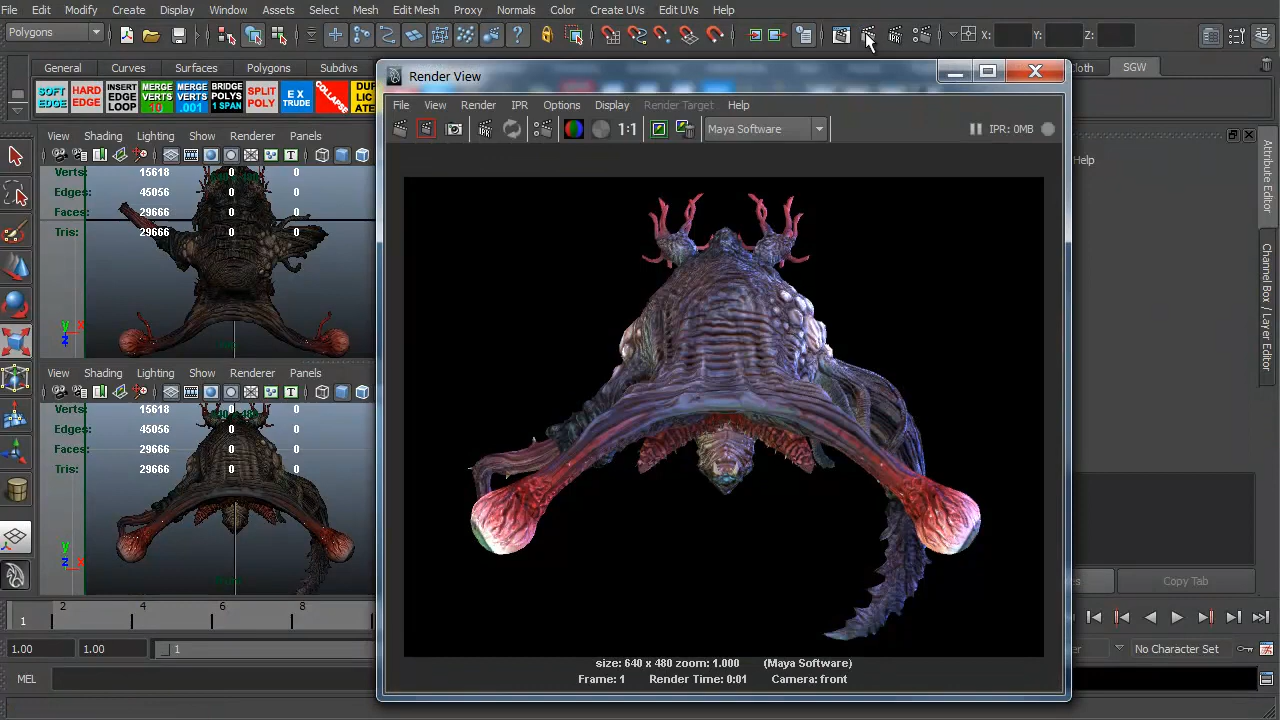 File Edit Modify Create Display Window Assets Select Mesh Edit Mesh Proxy Normals Color Create UVs Edit UVs Help
Polygons X: Y: Z:
General Curves Surfaces Polygons Subdivs Cloth SGW
SOFT EDGE HARD EDGE INSERT EDGE LOOP MERGE VERTS 10 MERGE VERTS .001 BRIDGE POLYS 1 SPAN SPLIT POLY EX TRUDE COLLAPSE DUP LIC ATE
Render View
File View Render IPR Options Display Render Target Help
1:1 Maya Software IPR: 0MB
View Shading Lighting Show Renderer Panels
Verts: 15618 0 0
Edges: 45056 0 0
Faces: 29666 0 0
Tris: 29666 0 0
View Shading Lighting Show Renderer Panels
Verts: 15618 0 0
Edges: 45056 0 0
Faces: 29666 0 0
Tris: 29666 0 0
Help
Attribute Editor
Channel Box / Layer Editor
Copy Tab
size: 640 x 480 zoom: 1.000 (Maya Software)
Frame: 1 Render Time: 0:01 Camera: front
1 2 4 6 8
1.00 1.00 1 No Character Set
MEL